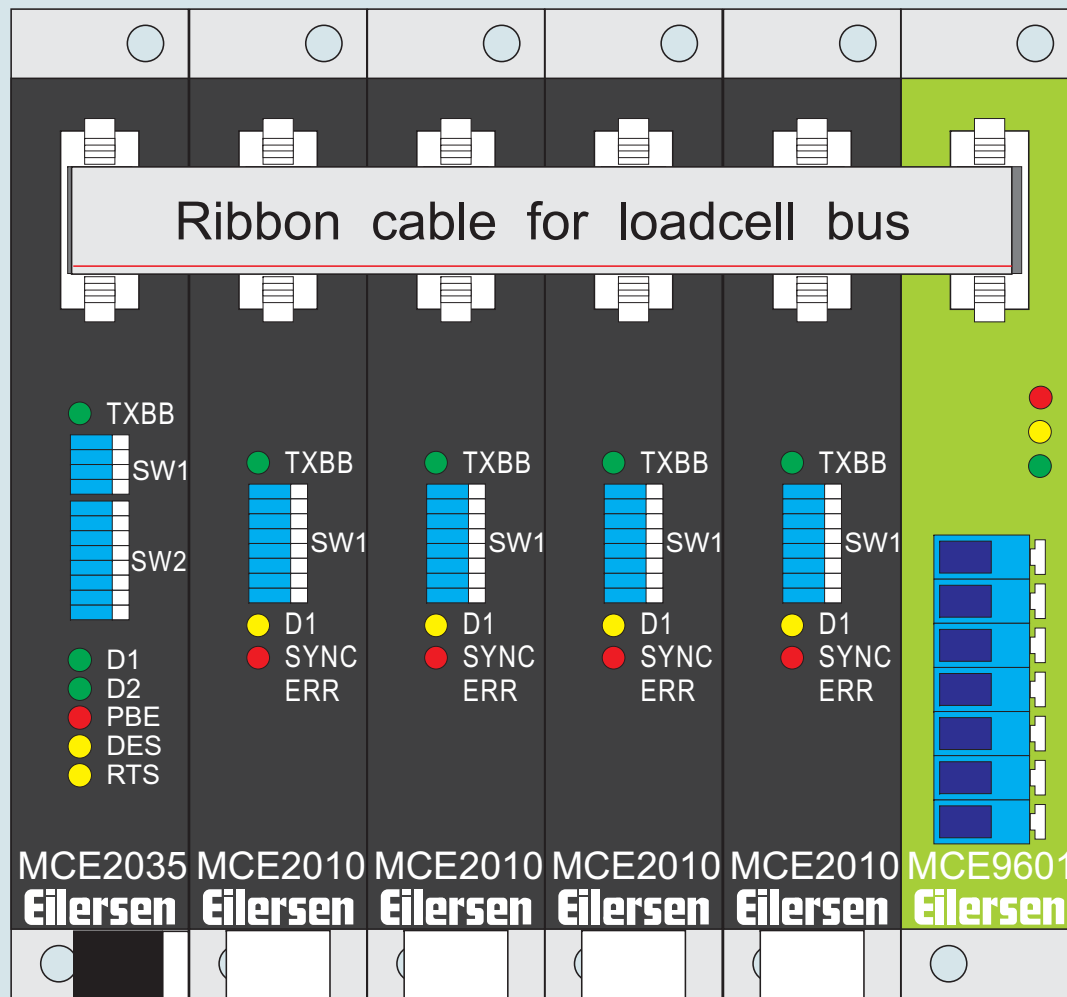 Ribbon cable for loadcell bus
TXBB
SW1
SW2
D1
D2
PBE
DES
RTS
MCE2035
Eilersen
TXBB
SW1
D1
SYNC
ERR
MCE2010
Eilersen
TXBB
SW1
D1
SYNC
ERR
MCE2010
Eilersen
TXBB
SW1
D1
SYNC
ERR
MCE2010
Eilersen
TXBB
SW1
D1
SYNC
ERR
MCE2010
Eilersen
MCE9601
Eilersen